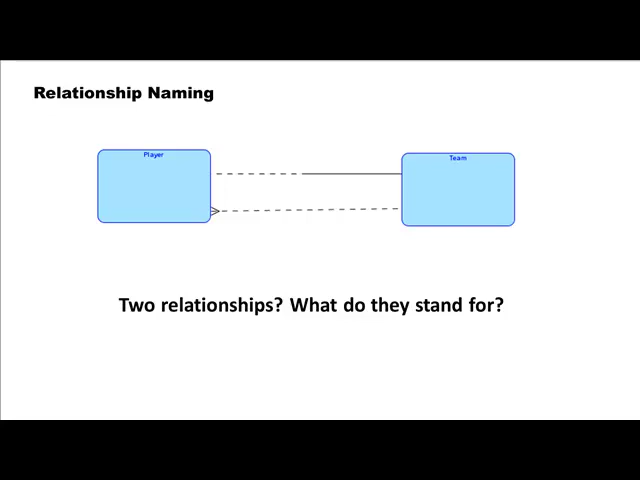 Relationship Naming
Player
Team
Two relationships? What do they stand for?